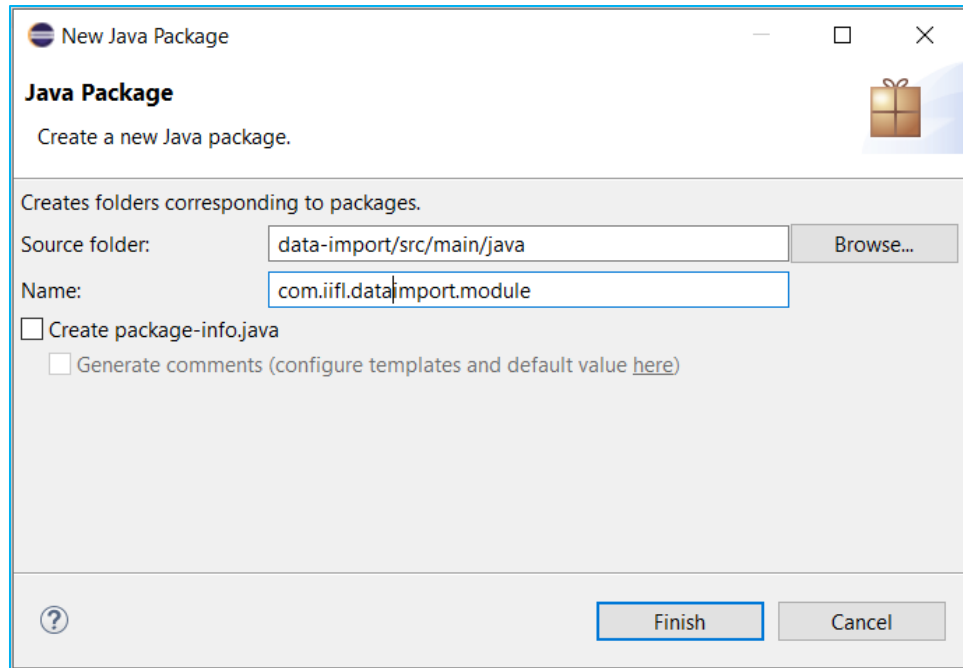 New Java Package
Java Package
Create a new Java package.
Creates folders corresponding to packages.
Source folder: data-import/src/main/java Browse...
Name: com.iifl.dataimport.module
Create package-info.java
Generate comments (configure templates and default value here)
? Finish Cancel